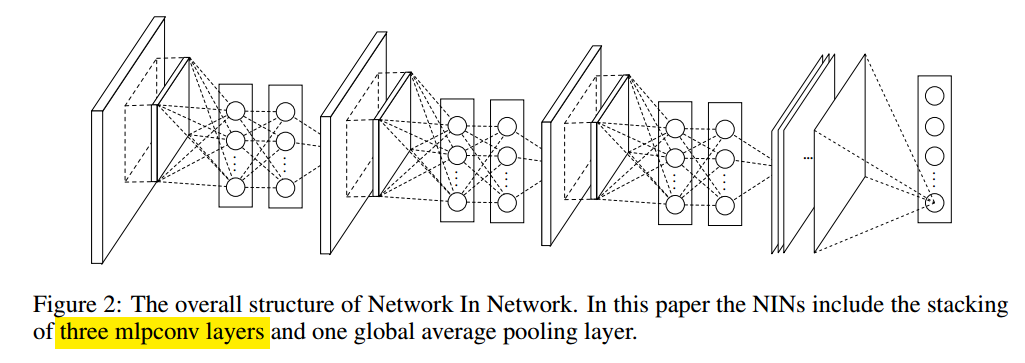 ...
Figure 2: The overall structure of Network In Network. In this paper the NINs include the stacking
of three mlpconv layers and one global average pooling layer.